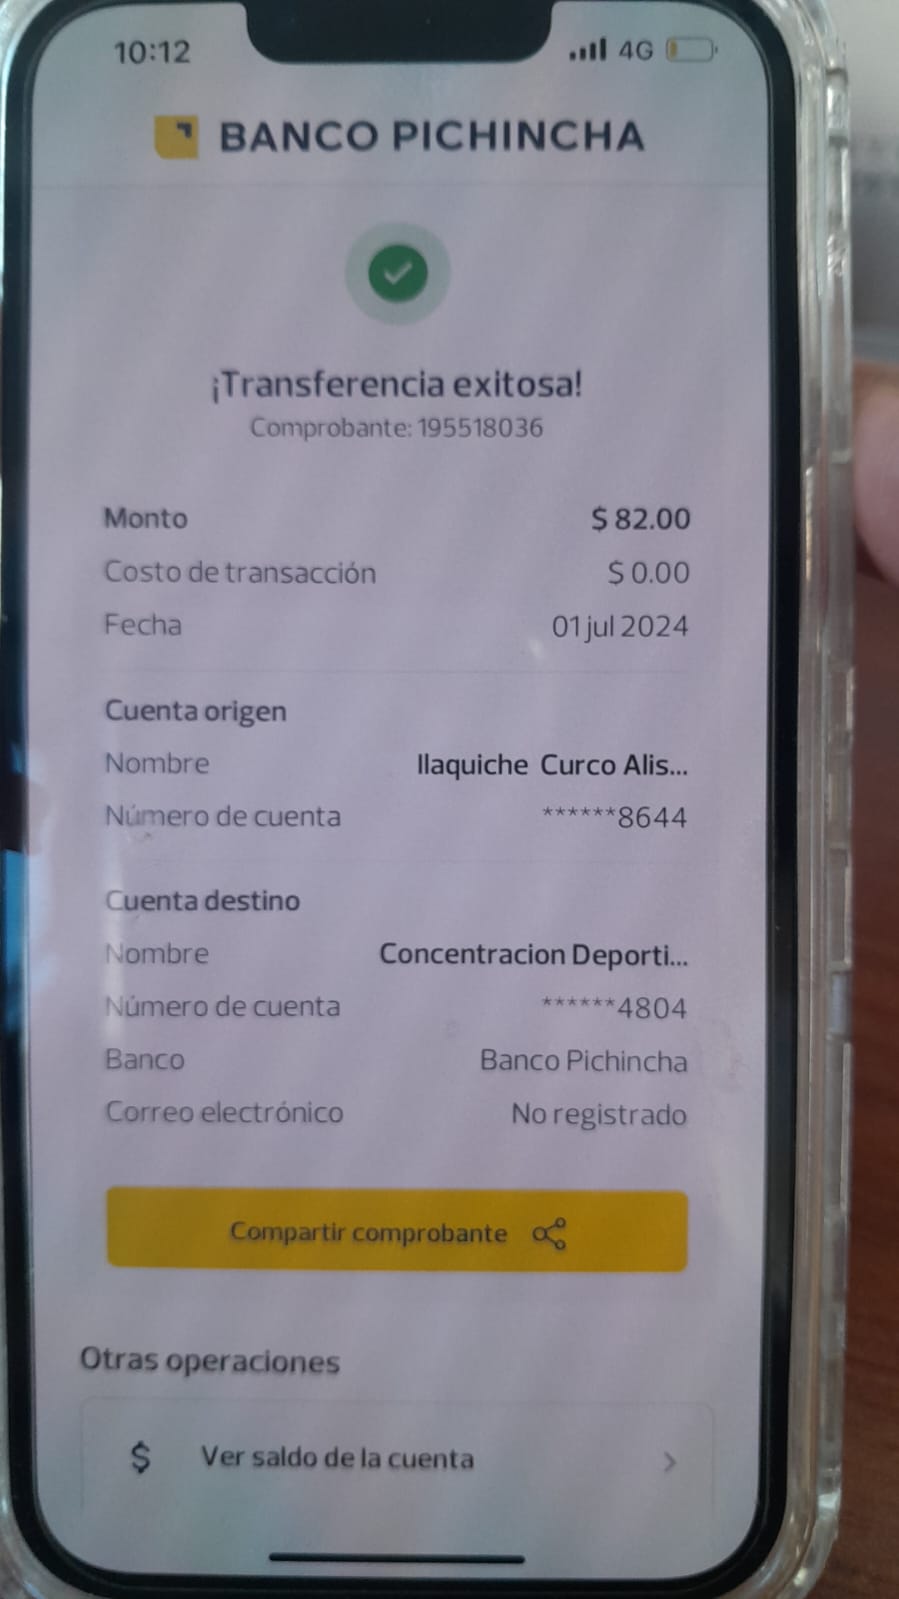 10:12 4G
BANCO PICHINCHA
¡Transferencia exitosa!
Comprobante: 195518036
Monto $ 82.00
Costo de transacción $ 0.00
Fecha 01 jul 2024
Cuenta origen
Nombre llaquiche Curco Alis...
Número de cuenta ******8644
Cuenta destino
Nombre Concentracion Deporti...
Número de cuenta ******4804
Banco Banco Pichincha
Correo electrónico No registrado
Compartir comprobante
Otras operaciones
$ Ver saldo de la cuenta